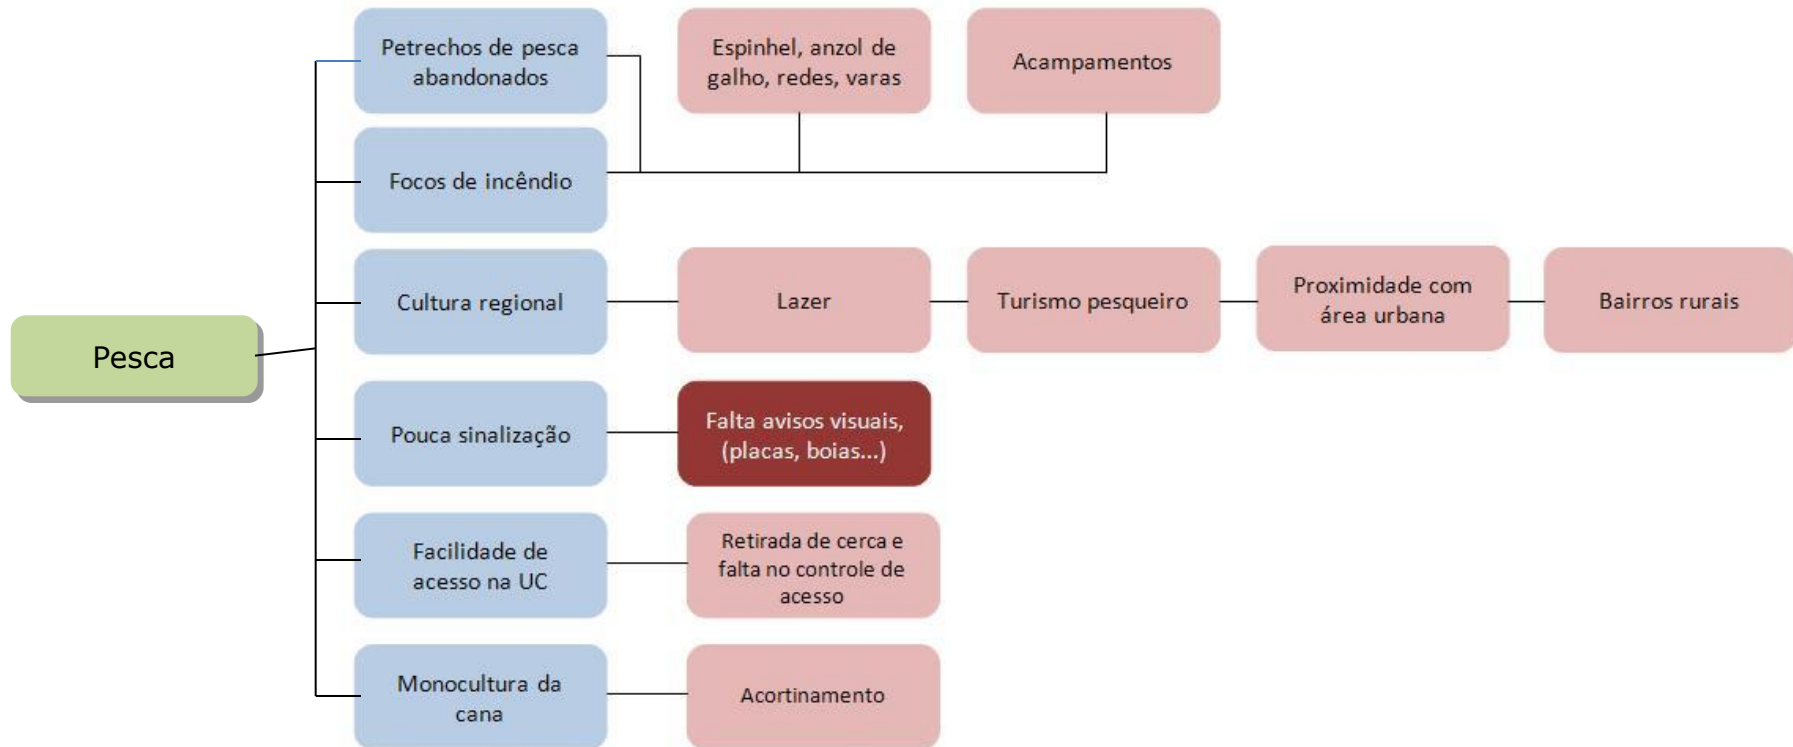 Petrechos de pesca
abandonados
Espinhel, anzol de
galho, redes, varas
Acampamentos
Focos de incêndio
Cultura regional
Lazer
Turismo pesqueiro
Proximidade com
área urbana
Bairros rurais
Pesca
Pouca sinalização
Falta avisos visuais,
(placas, boias...)
Facilidade de
acesso na UC
Retirada de cerca e
falta no controle de
acesso
Monocultura da
cana
Acortinamento